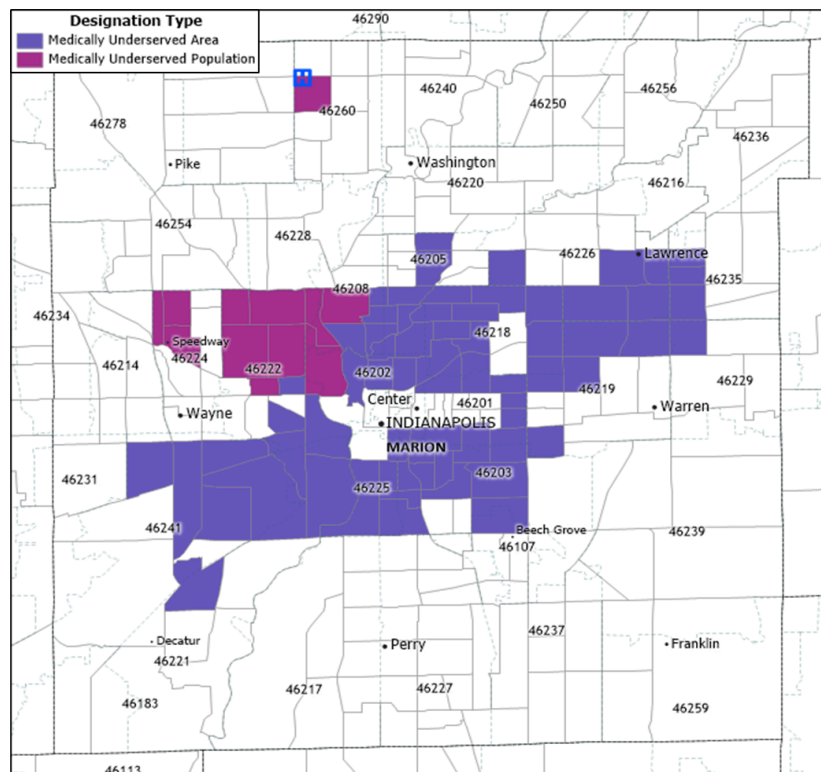 Designation Type
Medically Underserved Area
Medically Underserved Population
46290
46240
46256
46260
46250
46278
46236
Pike
Washington
46220
46216
46254
46228
46226
Lawrence
46205
46235
46208
46234
46218
Speedway
46224
46214
46222
46202
46219
46229
Center
46201
Warren
Wayne
INDIANAPOLIS
MARION
46231
46203
46225
46241
Beech Grove
46239
46107
46237
Decatur
Perry
Franklin
46221
46217
46227
46183
46259
46113